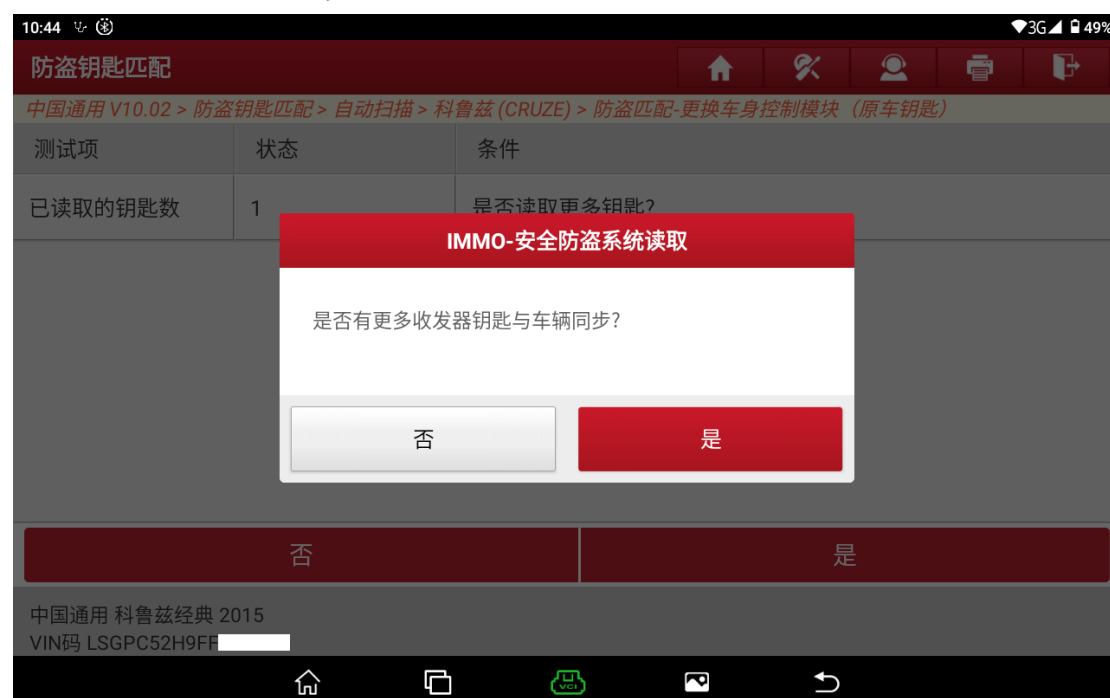 10:44 3G 49%
防盗钥匙匹配
中国通用 V10.02 > 防盗钥匙匹配 > 自动扫描 > 科鲁兹 (CRUZE) > 防盗匹配-更换车身控制模块（原车钥匙）
测试项 状态 条件
已读取的钥匙数 1 是否读取更多钥匙?
IMMO-安全防盗系统读取
是否有更多收发器钥匙与车辆同步?
否 是
否 是
中国通用 科鲁兹经典 2015
VIN码 LSGPC52H9FF
VCI